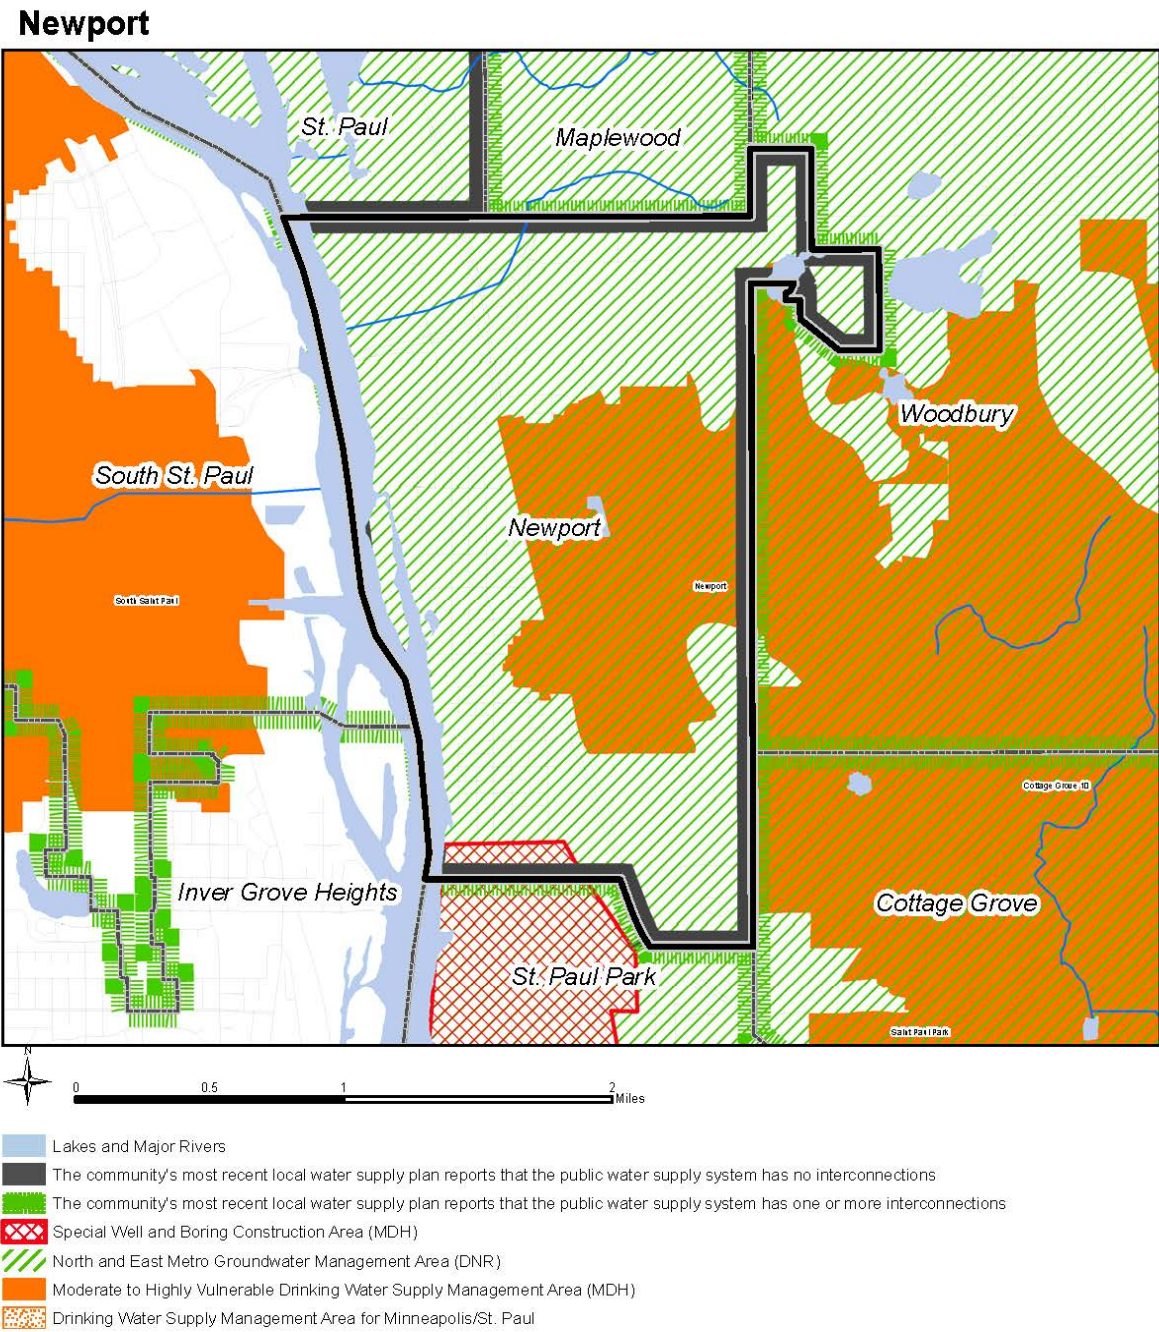 Newport
St. Paul
Maplewood
Woodbury
South St. Paul
Newport
Newport
South Saint Paul
Cottage Grove 10
Inver Grove Heights
Cottage Grove
St. Paul Park
Saint Paul Park
N
0 0.5 1 2
Miles
Lakes and Major Rivers
The community's most recent local water supply plan reports that the public water supply system has no interconnections
The community's most recent local water supply plan reports that the public water supply system has one or more interconnections
Special Well and Boring Construction Area (MDH)
North and East Metro Groundwater Management Area (DNR)
Moderate to Highly Vulnerable Drinking Water Supply Management Area (MDH)
Drinking Water Supply Management Area for Minneapolis/St. Paul